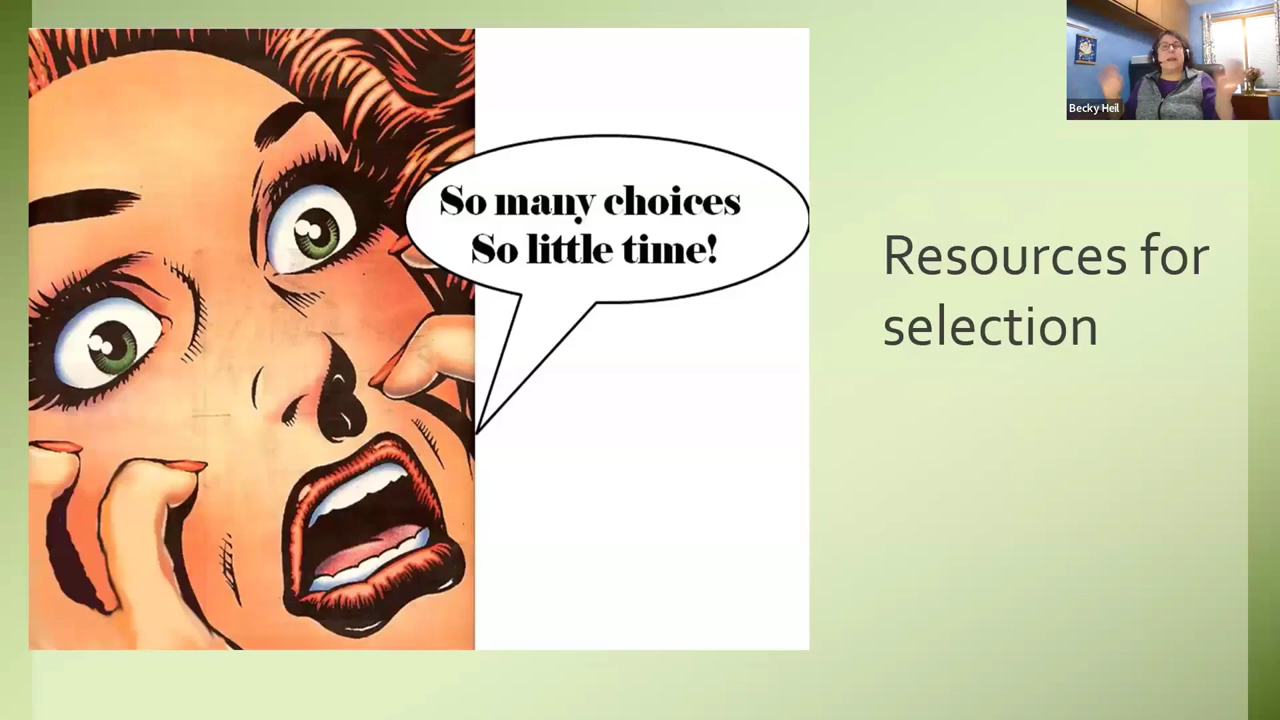 Becky Heil
So many choices
So little time!
Resources for
selection